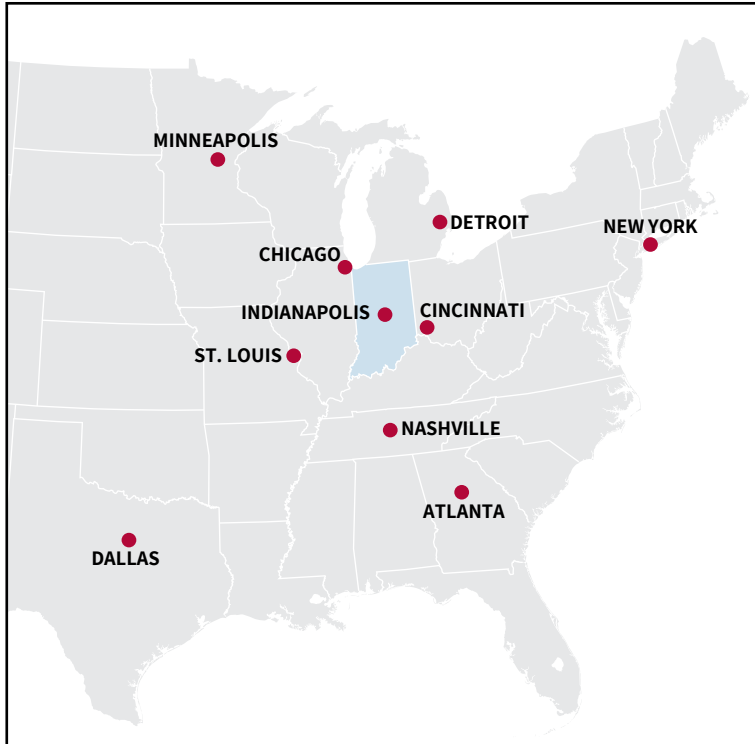 MINNEAPOLIS
DETROIT
NEW YORK
CHICAGO
INDIANAPOLIS
CINCINNATI
ST. LOUIS
NASHVILLE
ATLANTA
DALLAS